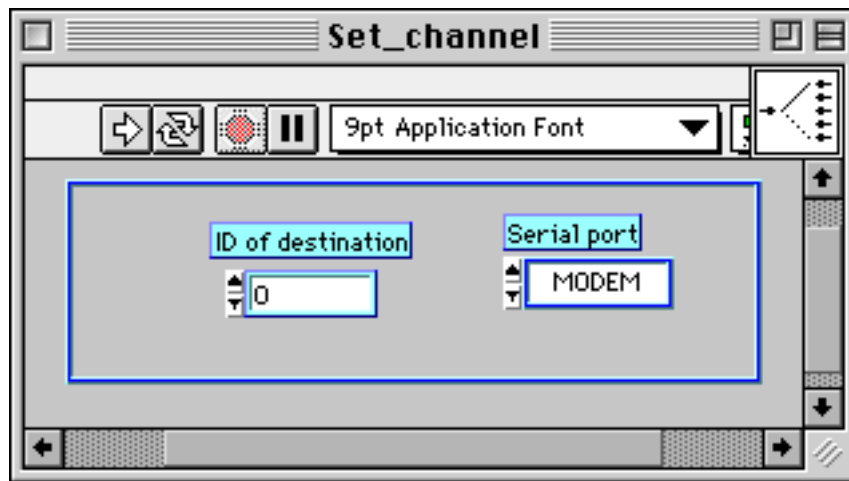 Set_channel
9pt Application Font
ID of destination
Serial port
0
MODEM